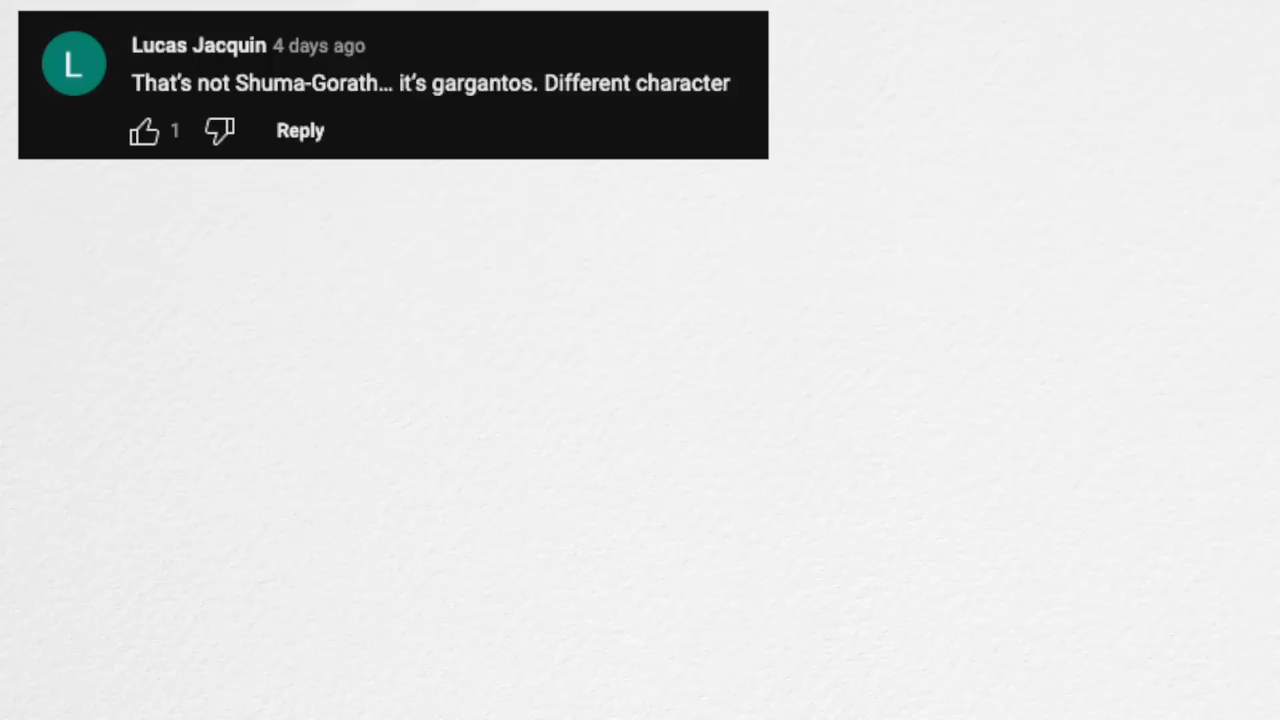 L
Lucas Jacquin 4 days ago
That's not Shuma-Gorath... it's gargantos. Different character
1 Reply